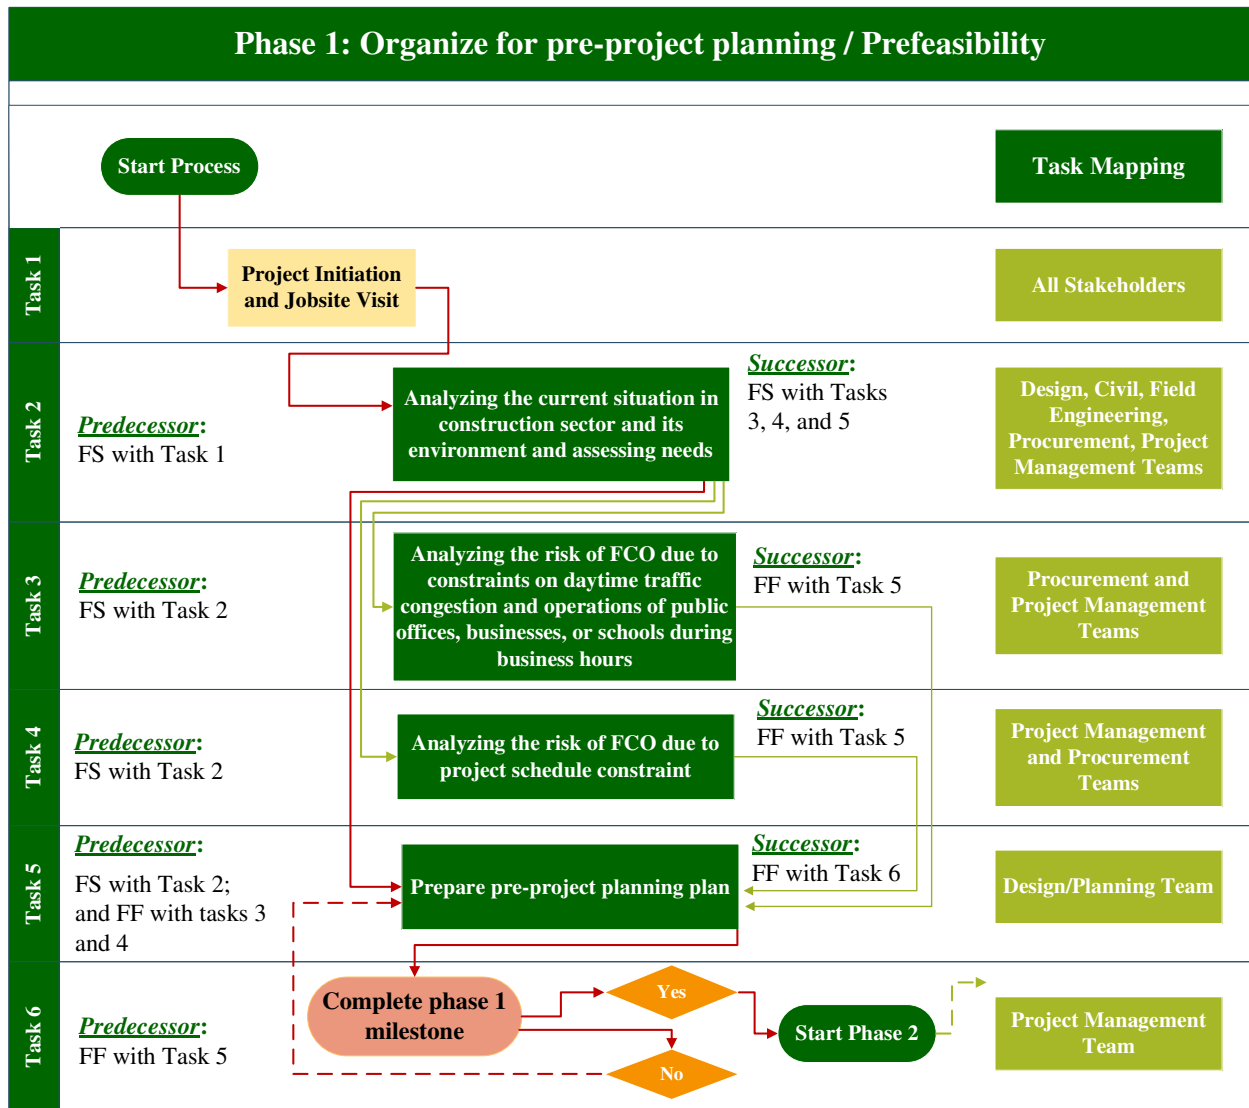 Phase 1: Organize for pre-project planning / Prefeasibility
Start Process
Task Mapping
Task 1
Project Initiation
and Jobsite Visit
All Stakeholders
Task 2
Predecessor:
FS with Task 1
Analyzing the current situation in
construction sector and its
environment and assessing needs
Successor:
FS with Tasks
3, 4, and 5
Design, Civil, Field
Engineering,
Procurement, Project
Management Teams
Task 3
Predecessor:
FS with Task 2
Analyzing the risk of FCO due to
constraints on daytime traffic
congestion and operations of public
offices, businesses, or schools during
business hours
Successor:
FF with Task 5
Procurement and
Project Management
Teams
Task 4
Predecessor:
FS with Task 2
Analyzing the risk of FCO due to
project schedule constraint
Successor:
FF with Task 5
Project Management
and Procurement
Teams
Task 5
Predecessor:
FS with Task 2;
and FF with tasks 3
and 4
Prepare pre-project planning plan
Successor:
FF with Task 6
Design/Planning Team
Task 6
Predecessor:
FF with Task 5
Complete phase 1
milestone
Yes
No
Start Phase 2
Project Management
Team